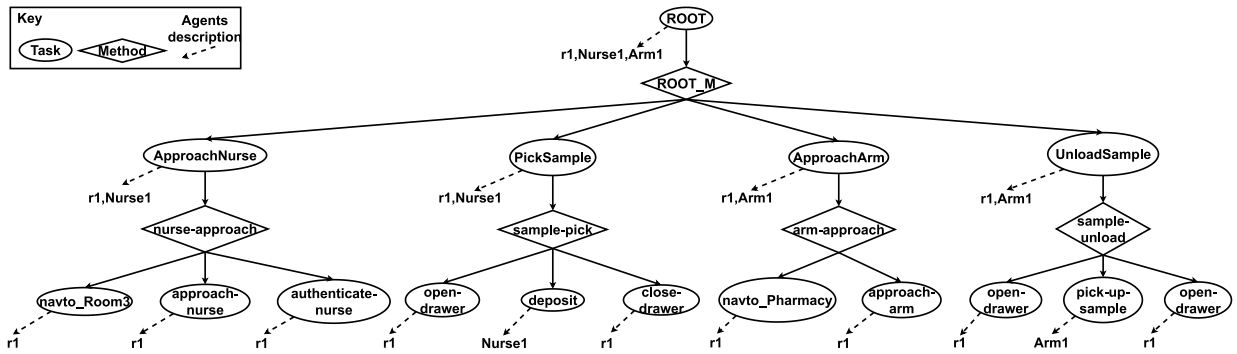 Key
Agents
description
Task
Method
ROOT
r1,Nurse1,Arm1
ROOT_M
ApproachNurse
PickSample
ApproachArm
UnloadSample
r1,Nurse1
r1,Nurse1
r1,Arm1
r1,Arm1
nurse-approach
sample-pick
arm-approach
sample-
unload
navto_Room3
approach-
nurse
authenticate-
nurse
open-
drawer
deposit
close-
drawer
navto_Pharmacy
approach-
arm
open-
drawer
pick-up-
sample
open-
drawer
r1
r1
r1
r1
Nurse1
r1
r1
r1
r1
Arm1
r1